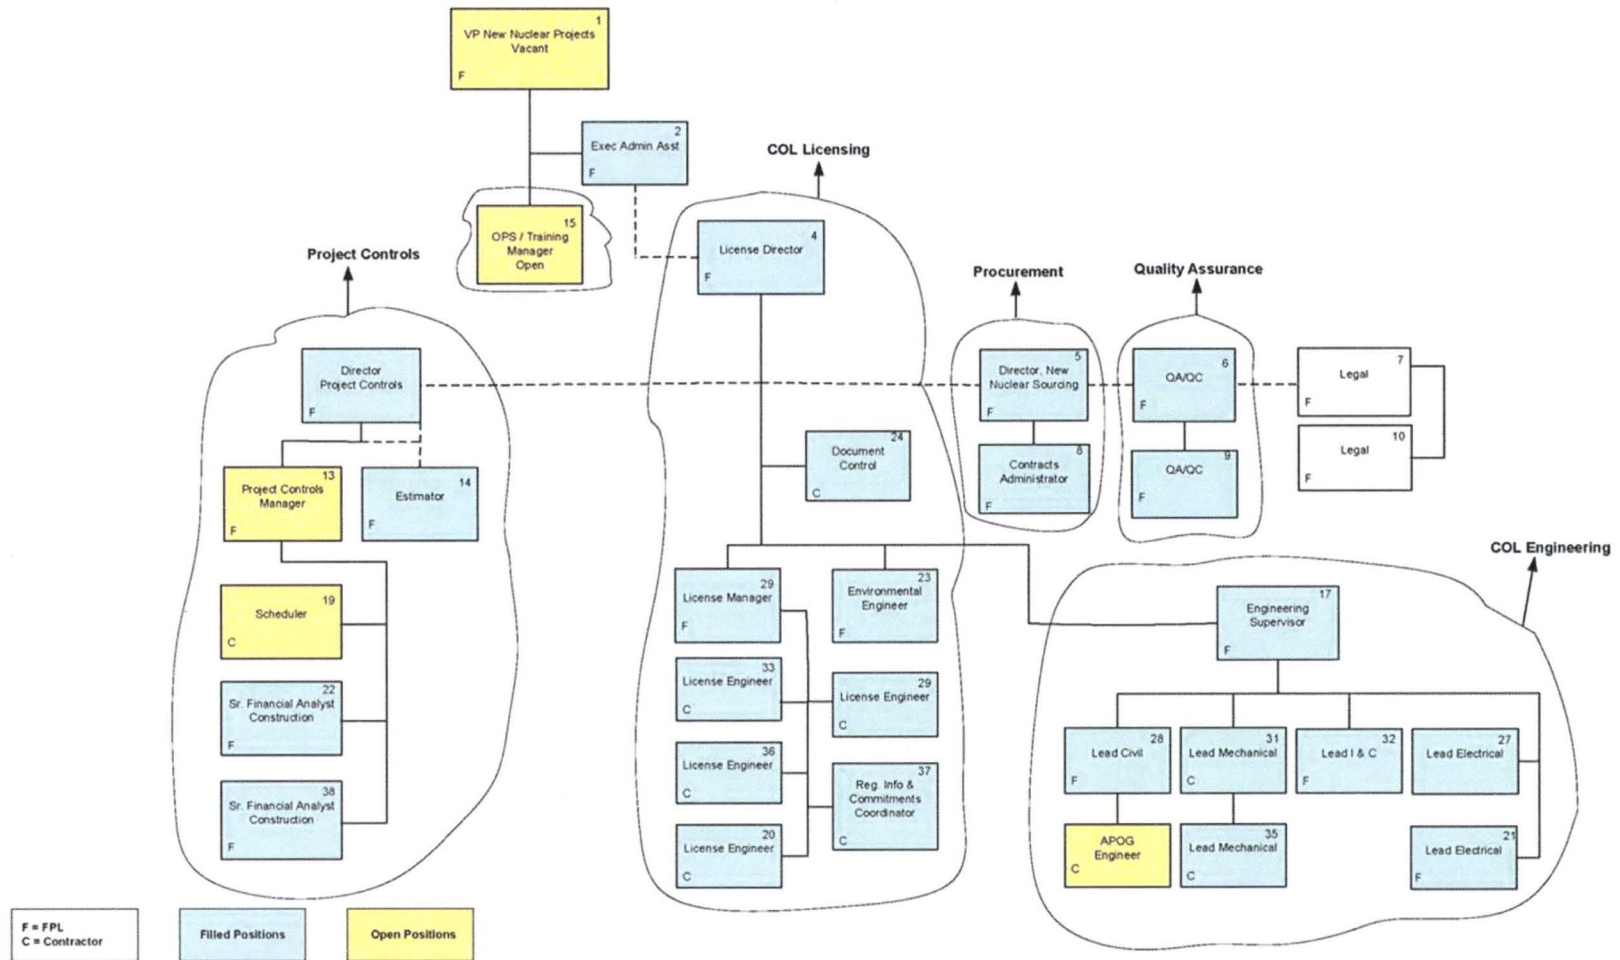 1
VP New Nuclear Projects
Vacant
F
2
Exec Admin Asst
F
COL Licensing
15
OPS / Training
Manager
Open
4
License Director
F
Project Controls
Procurement
Quality Assurance
Director
Project Controls
F
5
Director, New
Nuclear Sourcing
F
6
QA/QC
F
7
Legal
F
13
Project Controls
Manager
F
14
Estimator
F
24
Document
Control
C
8
Contracts
Administrator
F
9
QA/QC
F
10
Legal
F
COL Engineering
19
Scheduler
C
22
Sr. Financial Analyst
Construction
F
38
Sr. Financial Analyst
Construction
F
29
License Manager
F
23
Environmental
Engineer
F
33
License Engineer
C
29
License Engineer
C
36
License Engineer
C
37
Reg. Info &
Commitments
Coordinator
C
20
License Engineer
C
17
Engineering
Supervisor
F
28
Lead Civil
F
31
Lead Mechanical
C
32
Lead I & C
F
27
Lead Electrical
APOG
Engineer
C
35
Lead Mechanical
C
21
Lead Electrical
F
F = FPL
C = Contractor
Filled Positions
Open Positions